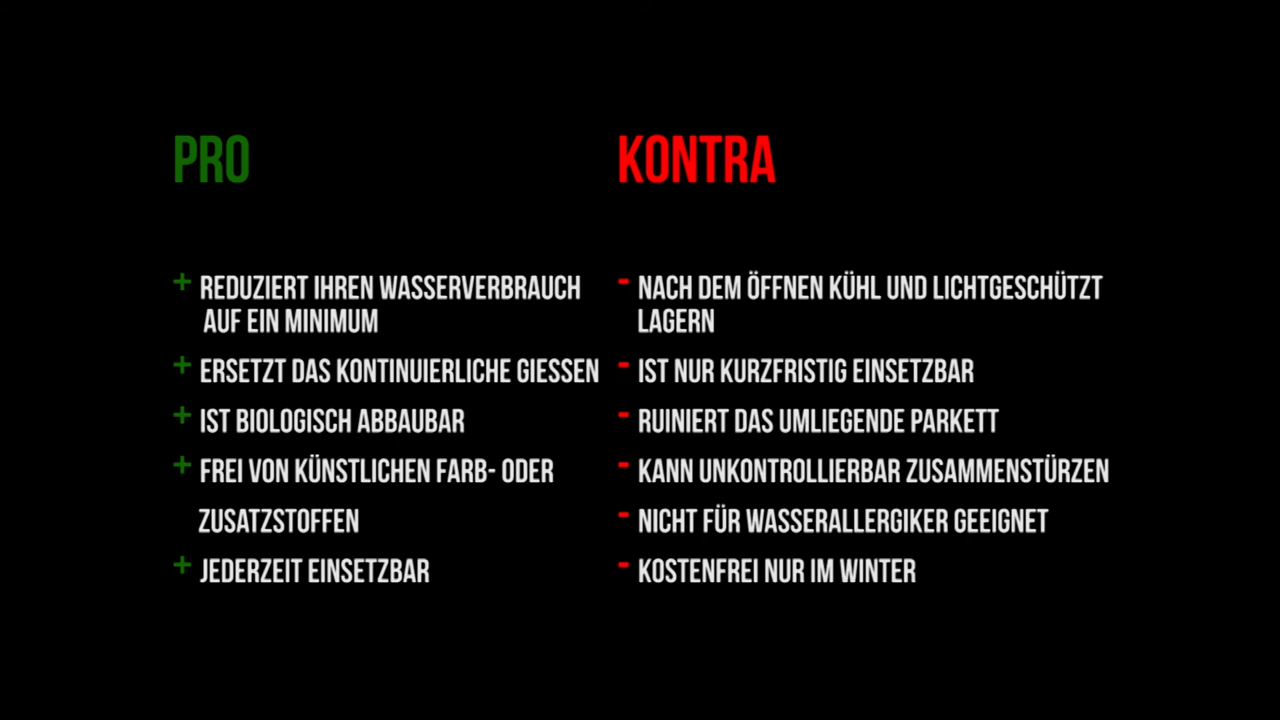 PRO
+ REDUZIERT IHREN WASSERVERBRAUCH
AUF EIN MINIMUM
+ ERSETZT DAS KONTINUIERLICHE GIESSEN
+ IST BIOLOGISCH ABBAUBAR
+ FREI VON KÜNSTLICHEN FARB- ODER
ZUSATZSTOFFEN
+ JEDERZEIT EINSETZBAR
KONTRA
- NACH DEM ÖFFNEN KÜHL UND LICHTGESCHÜTZT
LAGERN
- IST NUR KURZFRISTIG EINSETZBAR
- RUINIERT DAS UMLIEGENDE PARKETT
- KANN UNKONTROLLIERBAR ZUSAMMENSTÜRZEN
- NICHT FÜR WASSERALLERGIKER GEEIGNET
- KOSTENFREI NUR IM WINTER